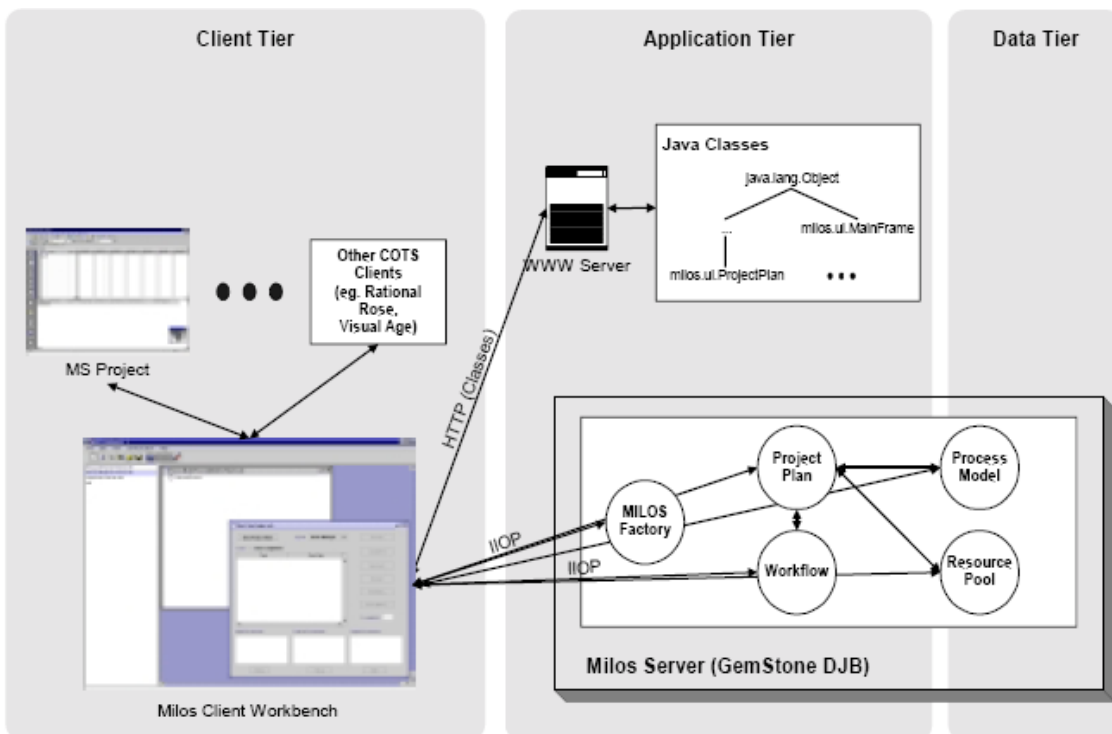 Client Tier
Application Tier
Data Tier
Java Classes
java.lang.Object
...
milos.ui.MainFrame
milos.ui.ProjectPlan
WWW Server
Other COTS
Clients
(eg. Rational
Rose,
Visual Age)
MS Project
HTTP (Classes)
Project
Plan
Process
Model
MILOS
Factory
IIOP
IIOP
Workflow
Resource
Pool
Milos Server (GemStone DJB)
Milos Client Workbench